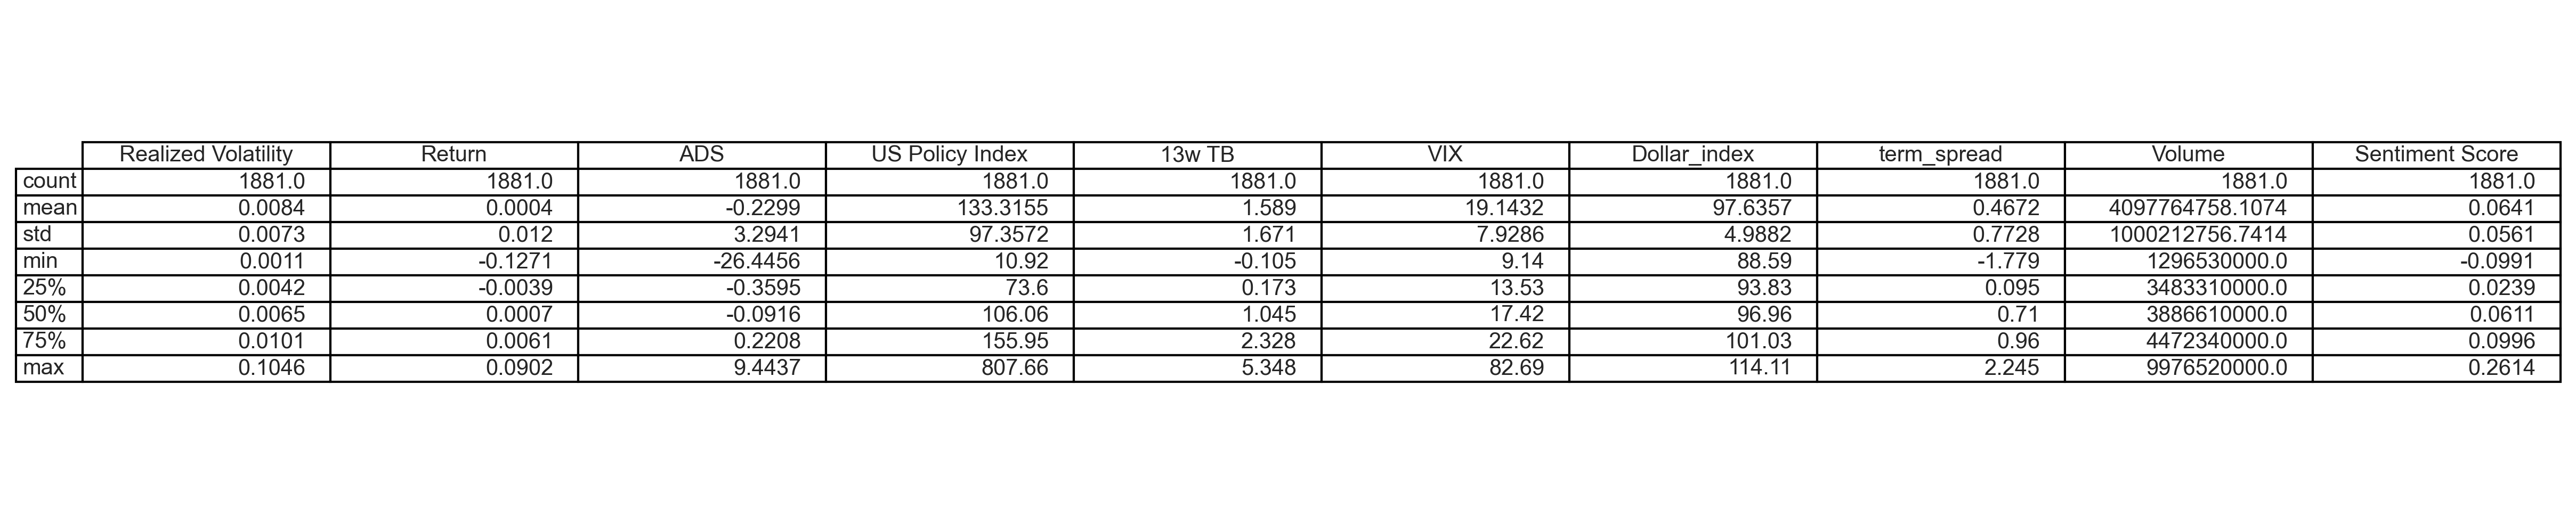 Realized Volatility Return ADS US Policy Index 13w TB VIX Dollar_index term_spread Volume Sentiment Score
count 1881.0 1881.0 1881.0 1881.0 1881.0 1881.0 1881.0 1881.0 1881.0 1881.0
mean 0.0084 0.0004 -0.2299 133.3155 1.589 19.1432 97.6357 0.4672 4097764758.1074 0.0641
std 0.0073 0.012 3.2941 97.3572 1.671 7.9286 4.9882 0.7728 1000212756.7414 0.0561
min 0.0011 -0.1271 -26.4456 10.92 -0.105 9.14 88.59 -1.779 1296530000.0 -0.0991
25% 0.0042 -0.0039 -0.3595 73.6 0.173 13.53 93.83 0.095 3483310000.0 0.0239
50% 0.0065 0.0007 -0.0916 106.06 1.045 17.42 96.96 0.71 3886610000.0 0.0611
75% 0.0101 0.0061 0.2208 155.95 2.328 22.62 101.03 0.96 4472340000.0 0.0996
max 0.1046 0.0902 9.4437 807.66 5.348 82.69 114.11 2.245 9976520000.0 0.2614